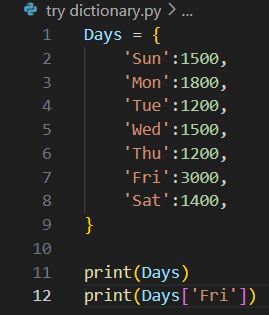 try dictionary.py > ...
1 Days = {
2     'Sun':1500,
3     'Mon':1800,
4     'Tue':1200,
5     'Wed':1500,
6     'Thu':1200,
7     'Fri':3000,
8     'Sat':1400,
9 }
10
11 print(Days)
12 print(Days['Fri'])